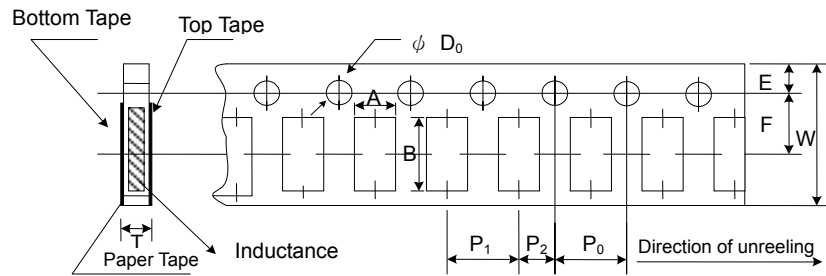 Bottom Tape
Top Tape
ψ D₀
A
B
E
F
W
T
P₁
P₂
P₀
Inductance
Direction of unreeling
Paper Tape